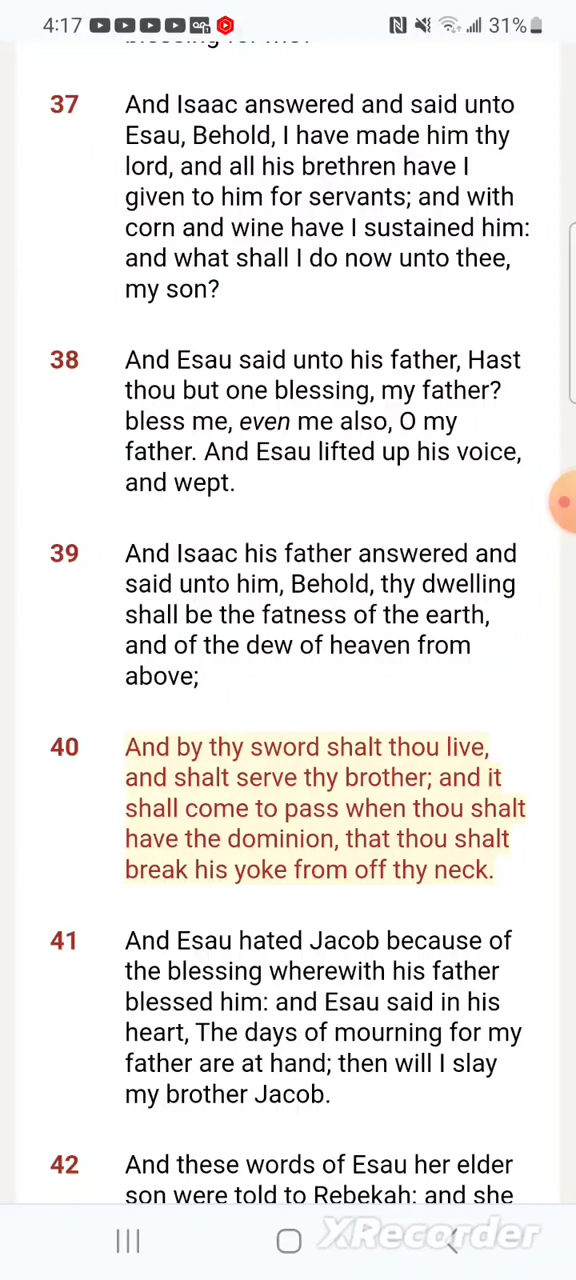 4:17
31%
blessing for me?
37 And Isaac answered and said unto
Esau, Behold, I have made him thy
lord, and all his brethren have I
given to him for servants; and with
corn and wine have I sustained him:
and what shall I do now unto thee,
my son?
38 And Esau said unto his father, Hast
thou but one blessing, my father?
bless me, even me also, O my
father. And Esau lifted up his voice,
and wept.
39 And Isaac his father answered and
said unto him, Behold, thy dwelling
shall be the fatness of the earth,
and of the dew of heaven from
above;
40 And by thy sword shalt thou live,
and shalt serve thy brother; and it
shall come to pass when thou shalt
have the dominion, that thou shalt
break his yoke from off thy neck.
41 And Esau hated Jacob because of
the blessing wherewith his father
blessed him: and Esau said in his
heart, The days of mourning for my
father are at hand; then will I slay
my brother Jacob.
42 And these words of Esau her elder
son were told to Rebekah: and she
XRecorder